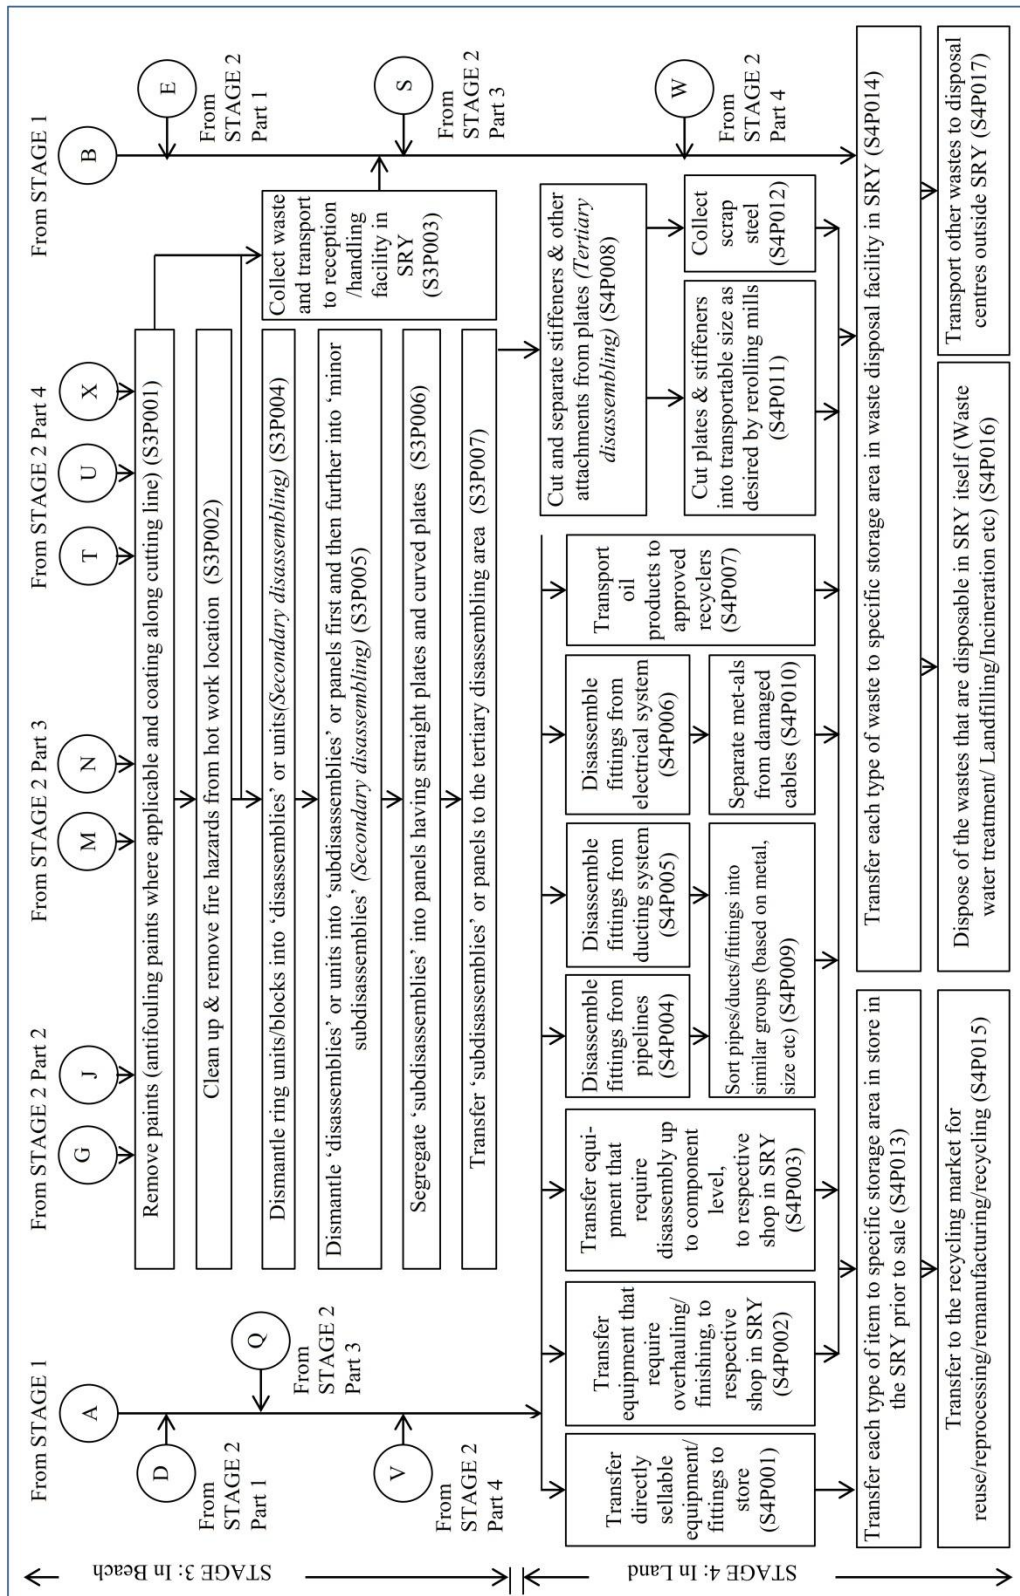 From STAGE 1
From STAGE 2 Part 2
From STAGE 2 Part 3
From STAGE 2 Part 4
From STAGE 1
A
G
J
M
N
T
U
X
B
D
From
STAGE 2
Part 1
Q
From
STAGE 2
Part 3
V
From
STAGE 2
Part 4
E
From
STAGE 2
Part 1
S
From
STAGE 2
Part 3
W
From
STAGE 2
Part 4
STAGE 3: In Beach
Remove paints (antifouling paints where applicable and coating along cutting line) (S3P001)
Clean up & remove fire hazards from hot work location (S3P002)
Collect waste
and transport
to reception
/handling
facility in
SRY
(S3P003)
Dismantle ring units/blocks into ‘disassemblies’ or units(Secondary disassembling) (S3P004)
Dismantle ‘disassemblies’ or units into ‘subdisassemblies’ or panels first and then further into ‘minor
subdisassemblies’ (Secondary disassembling) (S3P005)
Segregate ‘subdisassemblies’ into panels having straight plates and curved plates (S3P006)
Transfer ‘subdisassemblies’ or panels to the tertiary disassembling area (S3P007)
STAGE 4: In Land
Transfer
directly
sellable
equipment/
fittings to
store
(S4P001)
Transfer
equipment that
require
overhauling/
finishing, to
respective
shop in SRY
(S4P002)
Transfer equi-
pment that
require
disassembly up
to component
level,
to respective
shop in SRY
(S4P003)
Disassemble
fittings from
pipelines
(S4P004)
Disassemble
fittings from
ducting system
(S4P005)
Disassemble
fittings from
electrical system
(S4P006)
Transport
oil
products to
approved
recyclers
(S4P007)
Cut and separate stiffeners & other
attachments from plates (Tertiary
disassembling) (S4P008)
Sort pipes/ducts/fittings into
similar groups (based on metal,
size etc) (S4P009)
Separate met-als
from damaged
cables (S4P010)
Cut plates & stiffeners
into transportable size as
desired by rerolling mills
(S4P011)
Collect
scrap
steel
(S4P012)
Transfer each type of item to specific storage area in store in
the SRY prior to sale (S4P013)
Transfer each type of waste to specific storage area in waste disposal facility in SRY (S4P014)
Transfer to the recycling market for
reuse/reprocessing/remanufacturing/recycling (S4P015)
Dispose of the wastes that are disposable in SRY itself (Waste
water treatment/ Landfilling/Incineration etc) (S4P016)
Transport other wastes to disposal
centres outside SRY (S4P017)